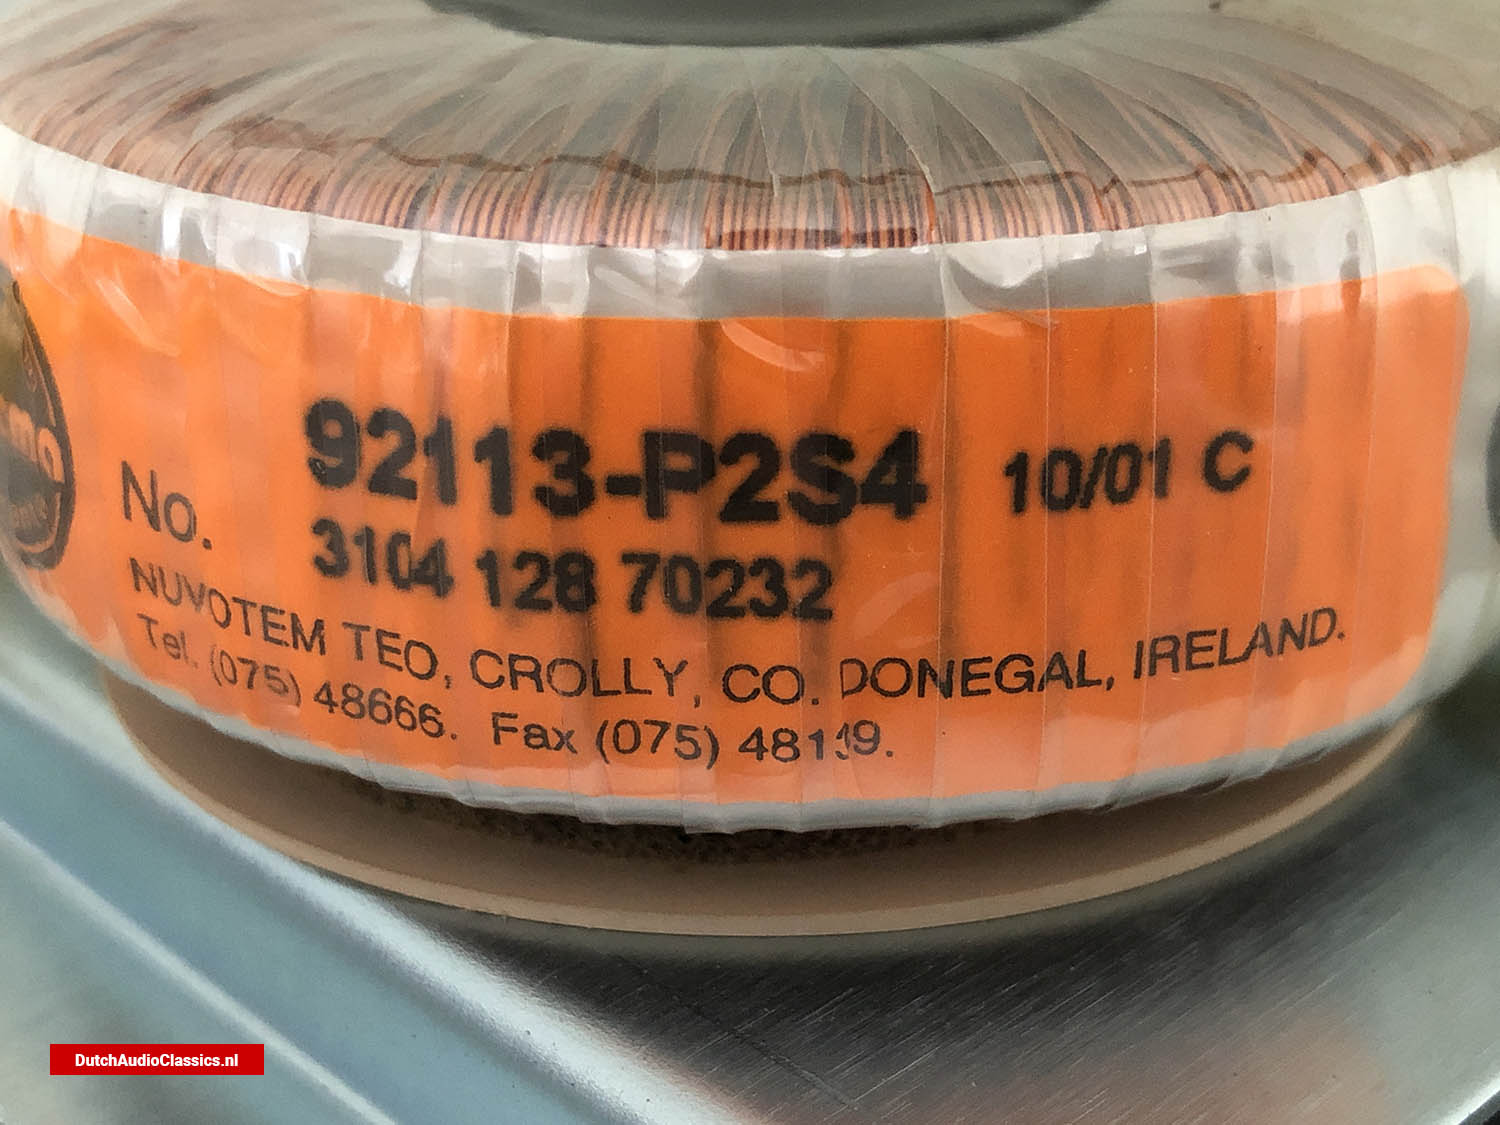 No. 92113-P2S4 10/01 C
3104 128 70232
NUVOTEM TEO, CROLLY, CO. DONEGAL, IRELAND.
Tel. (075) 48666. Fax (075)
DutchAudioClassics.nl